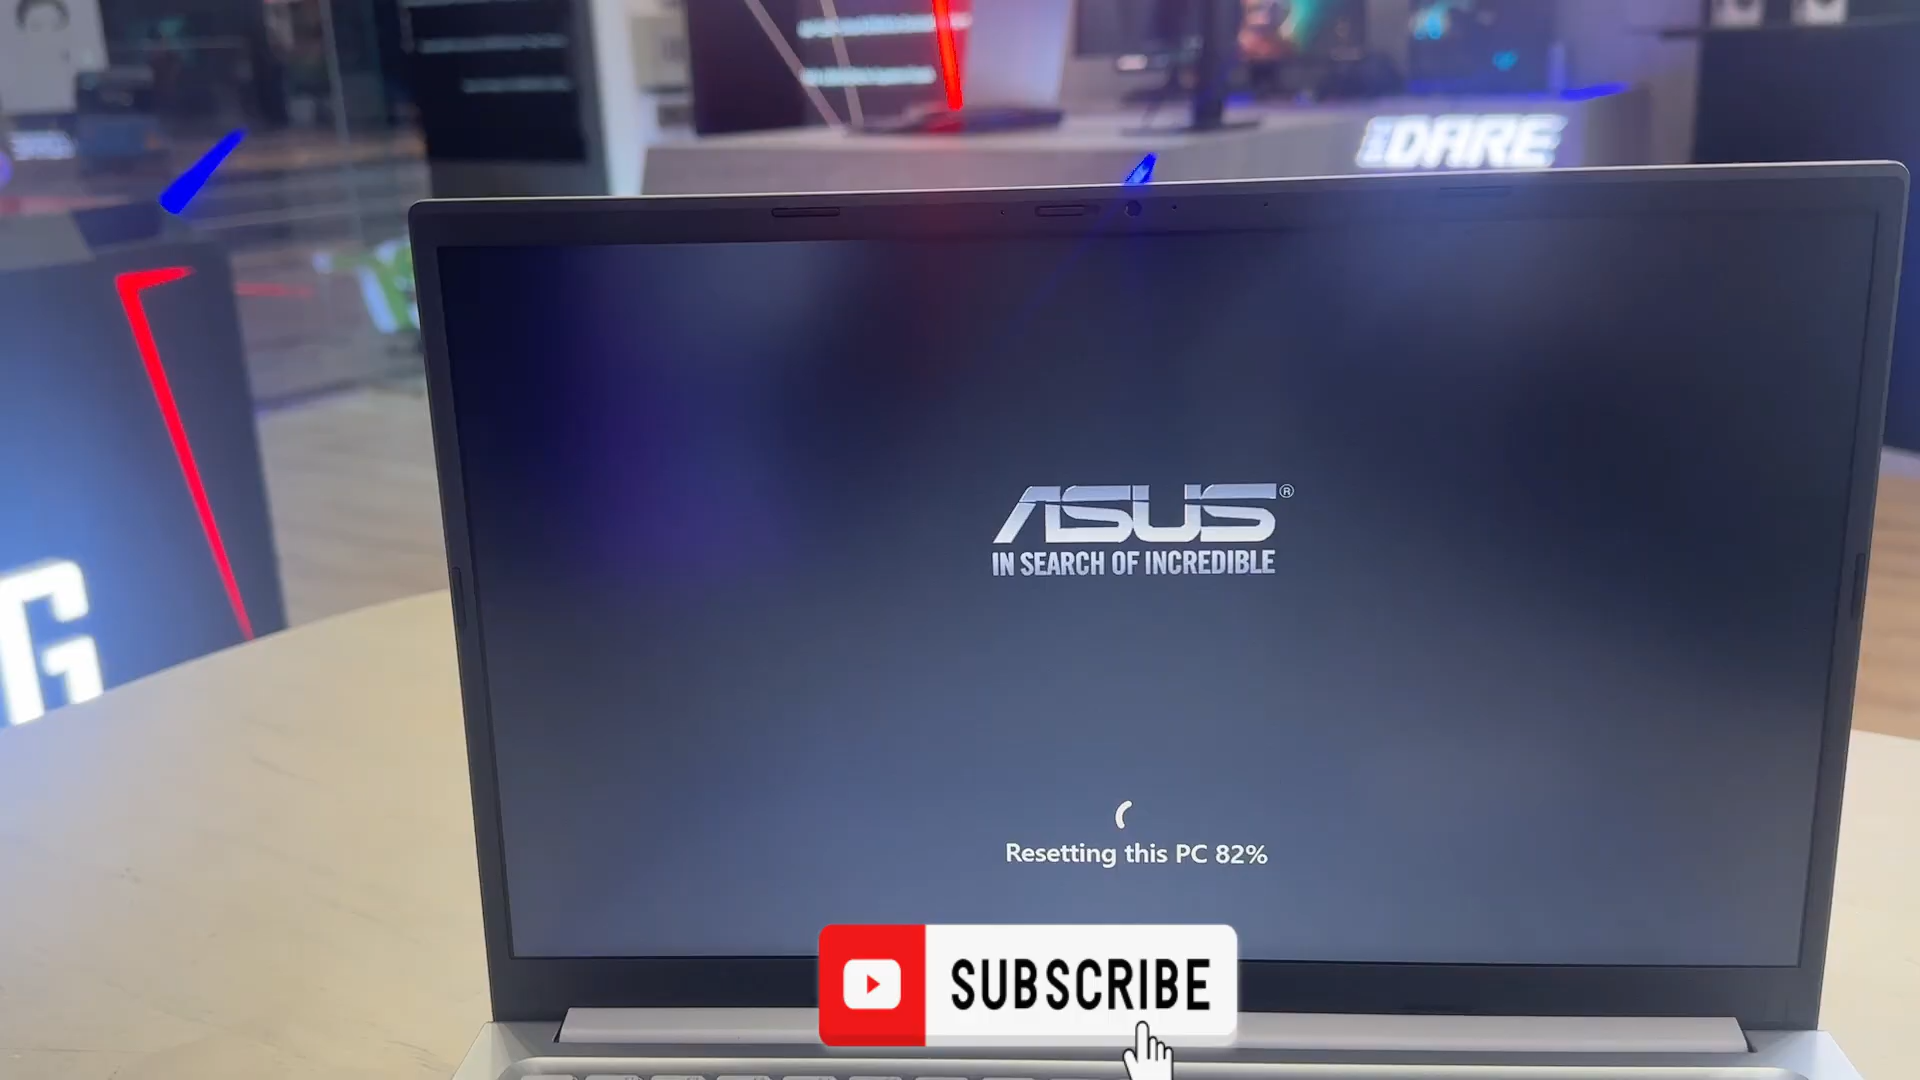 DARE
G
ASUS®
IN SEARCH OF INCREDIBLE
Resetting this PC 82%
SUBSCRIBE